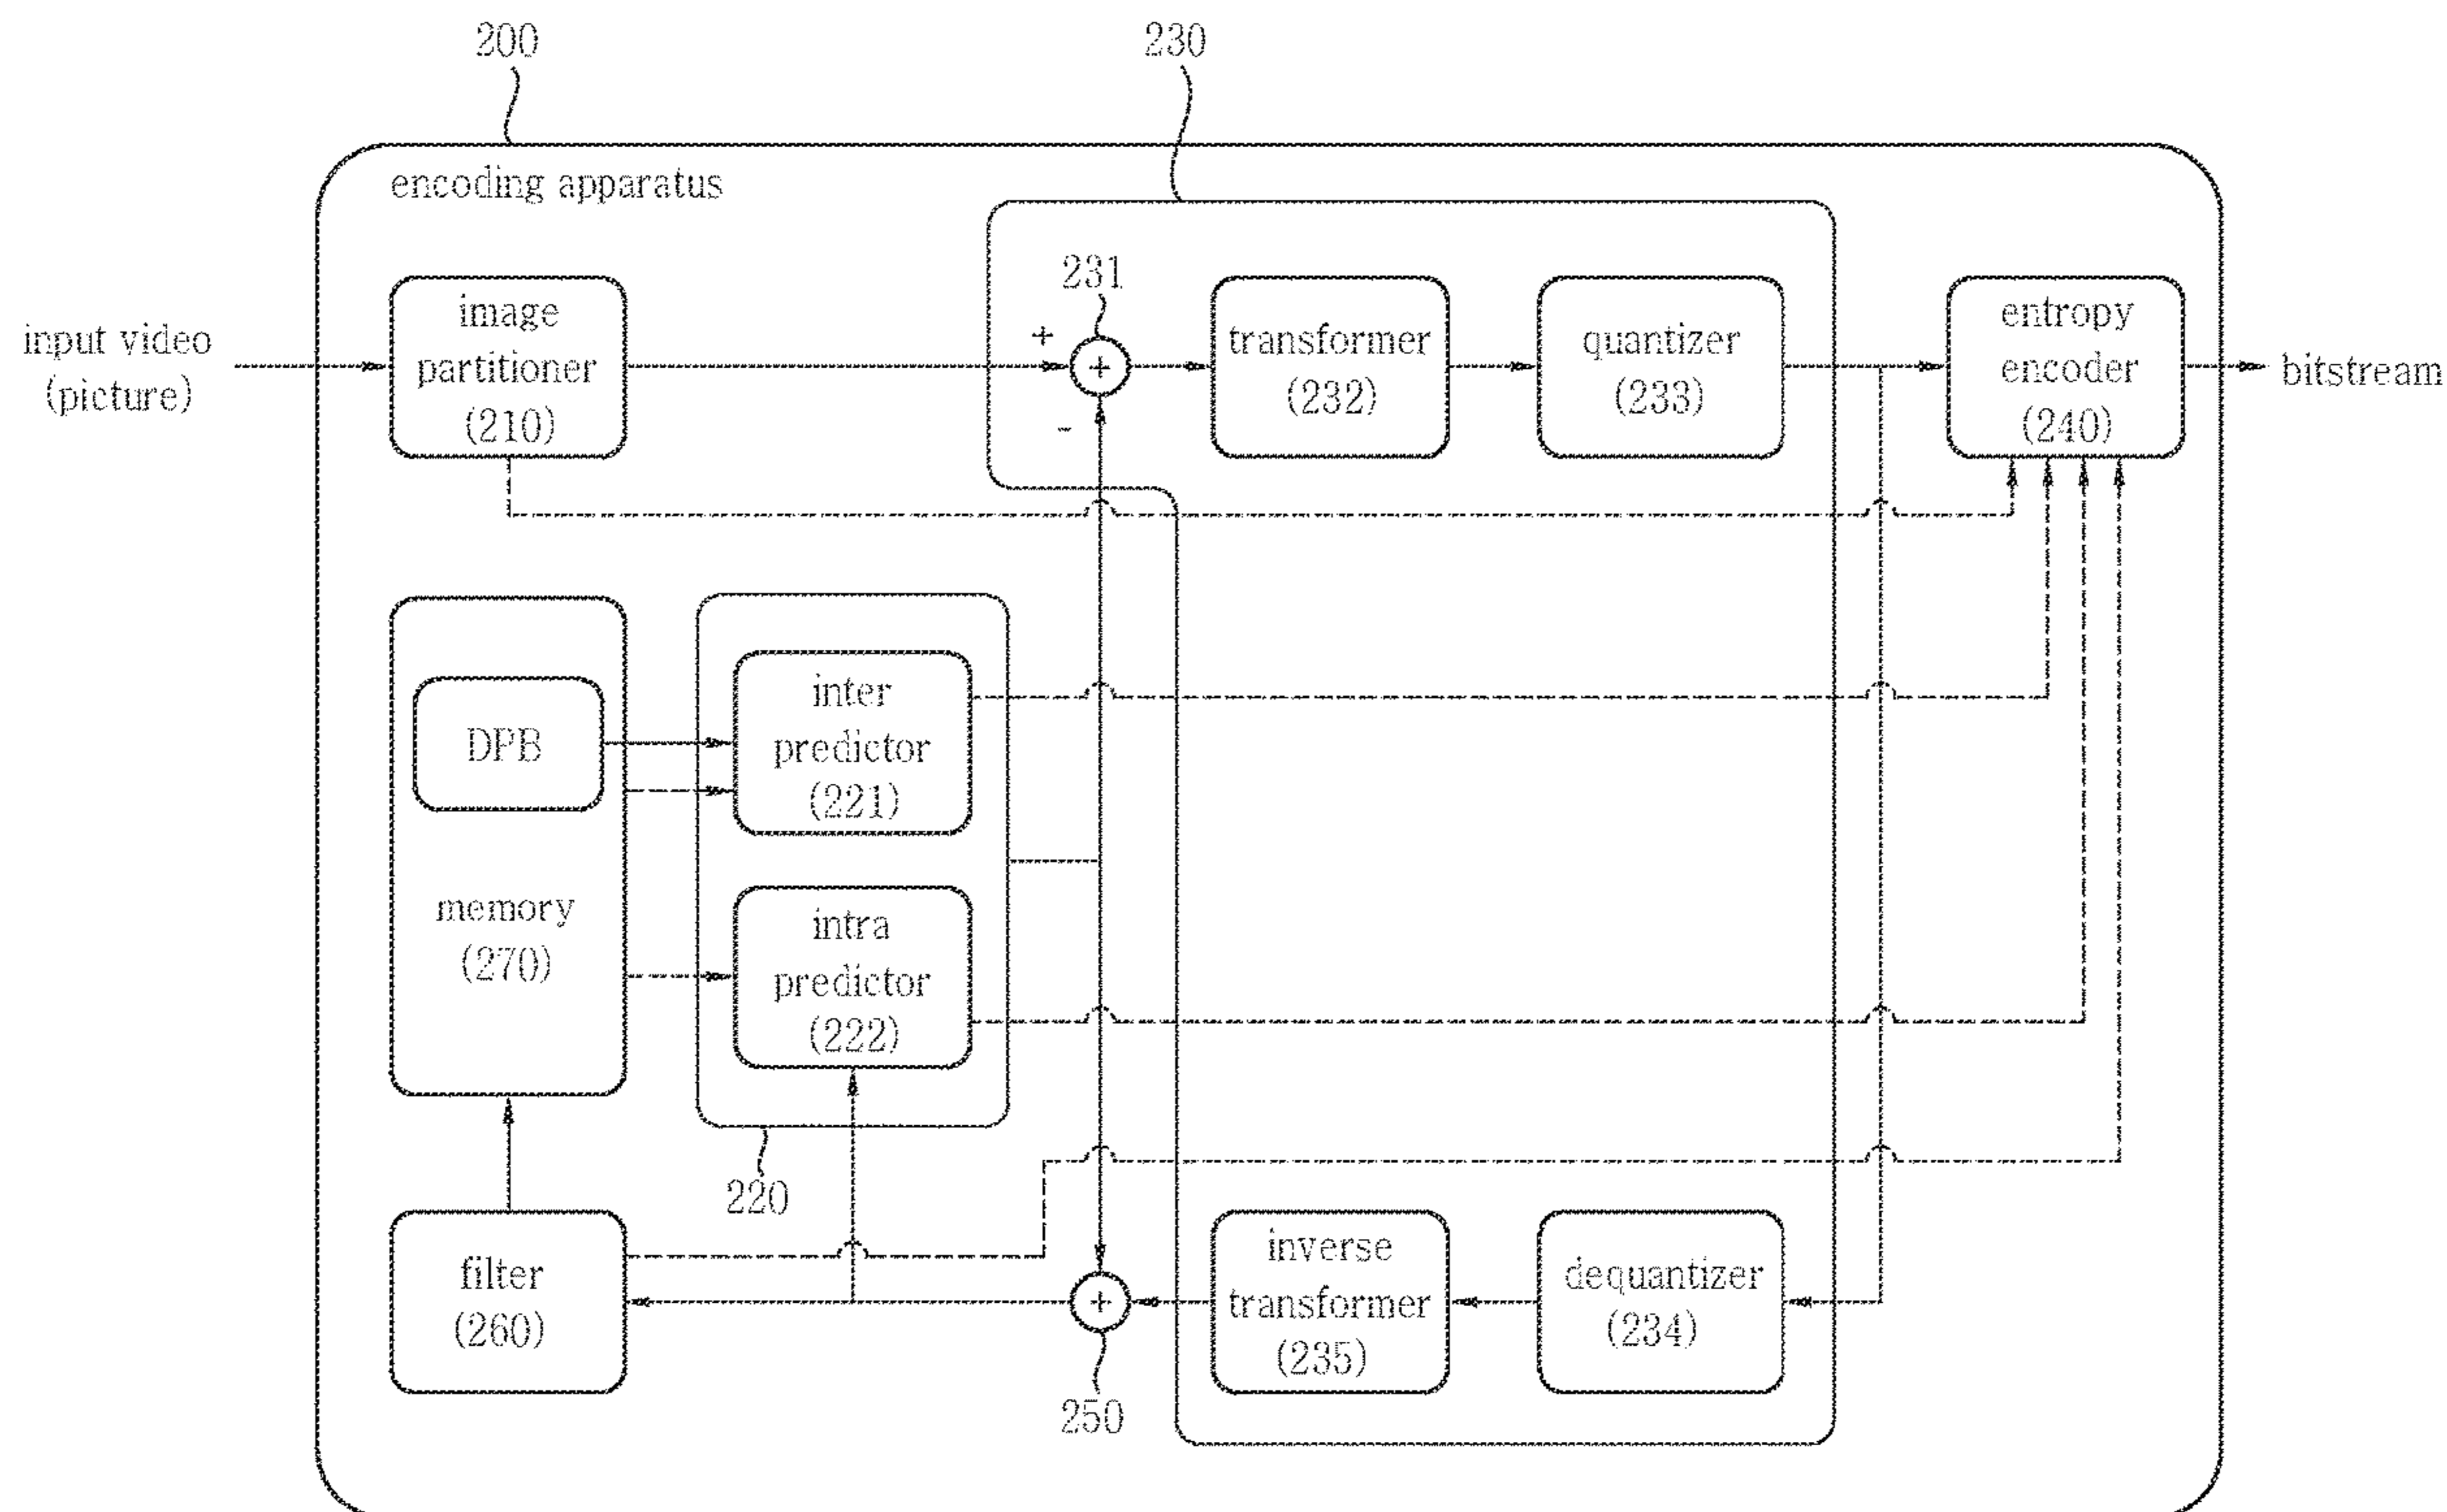 200
230
encoding apparatus
231
input video
(picture)
image
partitioner
(210)
+
+
-
transformer
(232)
quantizer
(233)
entropy
encoder
(240)
bitstream
DPB
memory
(270)
inter
predictor
(221)
intra
predictor
(222)
220
filter
(260)
+
250
inverse
transformer
(235)
dequantizer
(234)